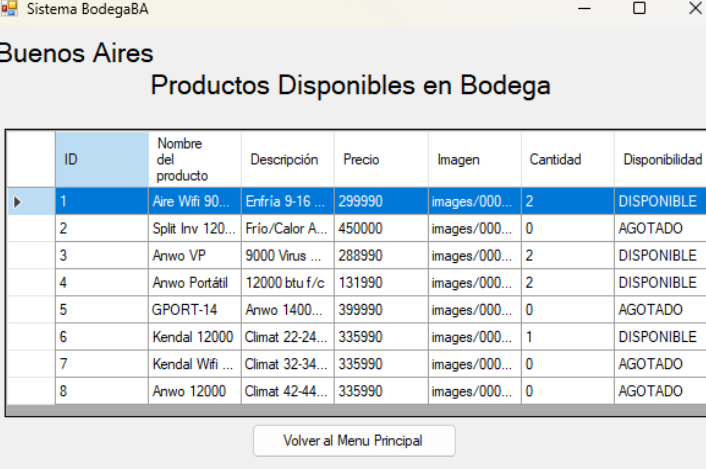 Sistema BodegaBA
Buenos Aires
Productos Disponibles en Bodega
ID Nombre del producto Descripción Precio Imagen Cantidad Disponibilidad
1 Aire Wifi 90... Enfría 9-16 ... 299990 images/000... 2 DISPONIBLE
2 Split Inv 120... Frío/Calor A... 450000 images/000... 0 AGOTADO
3 Anwo VP 9000 Virus ... 288990 images/000... 2 DISPONIBLE
4 Anwo Portátil 12000 btu f/c 131990 images/000... 2 DISPONIBLE
5 GPORT-14 Anwo 1400... 399990 images/000... 0 AGOTADO
6 Kendal 12000 Climat 22-24... 335990 images/000... 1 DISPONIBLE
7 Kendal Wifi ... Climat 32-34... 335990 images/000... 0 AGOTADO
8 Anwo 12000 Climat 42-44... 335990 images/000... 0 AGOTADO
Volver al Menu Principal